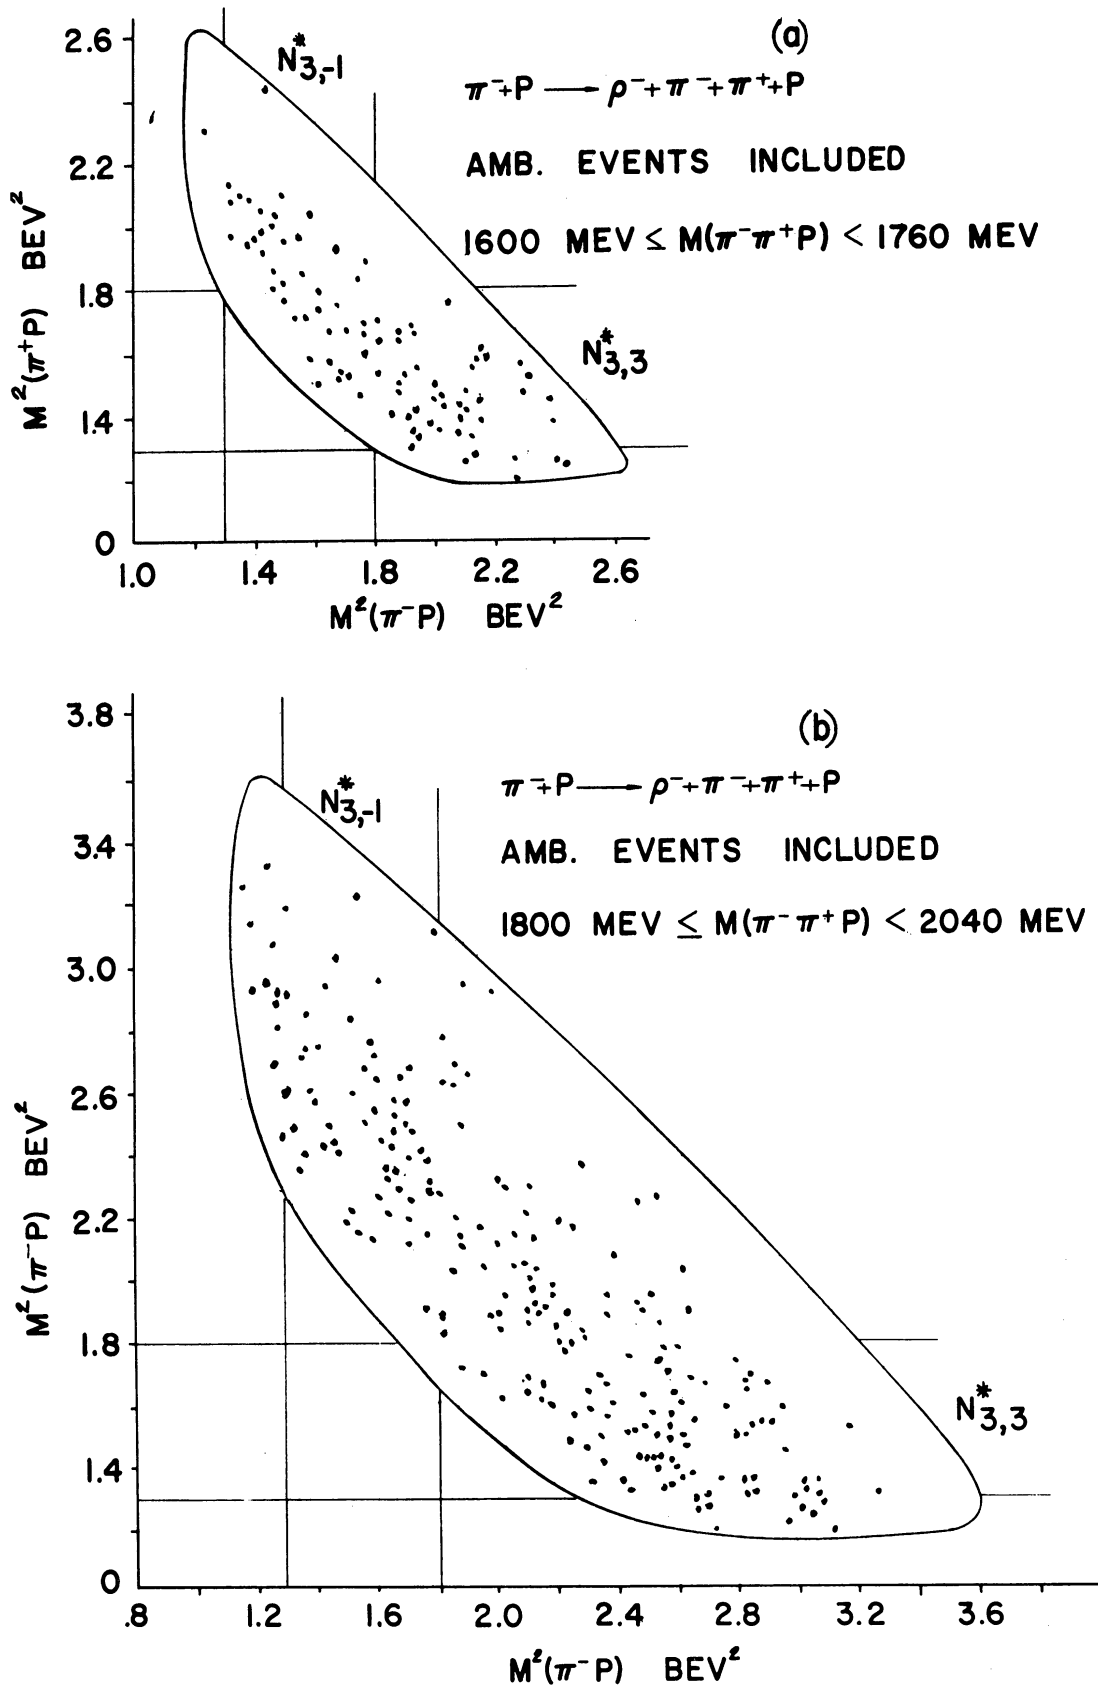 (a)
2.6
N*3,-1
π⁻+P → ρ⁻+π⁻+π⁺+P
2.2
AMB. EVENTS INCLUDED
1600 MEV ≤ M(π⁻π⁺P) < 1760 MEV
M²(π⁺P) BEV²
1.8
N*3,3
1.4
0
1.0 1.4 1.8 2.2 2.6
M²(π⁻P) BEV²
(b)
3.8
π⁻+P → ρ⁻+π⁻+π⁺+P
N*3,-1
3.4
AMB. EVENTS INCLUDED
1800 MEV ≤ M(π⁻π⁺P) < 2040 MEV
3.0
2.6
M²(π⁻P) BEV²
2.2
1.8
N*3,3
1.4
0
.8 1.2 1.6 2.0 2.4 2.8 3.2 3.6
M²(π⁻P) BEV²